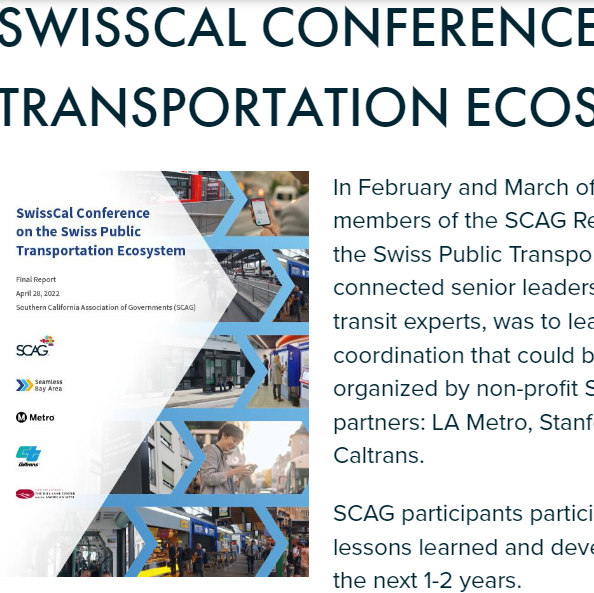 SWISSCAL CONFERENCE
TRANSPORTATION ECOS
SwissCal Conference
on the Swiss Public
Transportation Ecosystem
Final Report
April 28, 2022
Southern California Association of Governments (SCAG)
SCAG
Seamless
Bay Area
M Metro
Caltrans
In February and March of
members of the SCAG Re
the Swiss Public Transpo
connected senior leaders
transit experts, was to lea
coordination that could b
organized by non-profit S
partners: LA Metro, Stanf
Caltrans.
SCAG participants partici
lessons learned and deve
the next 1-2 years.